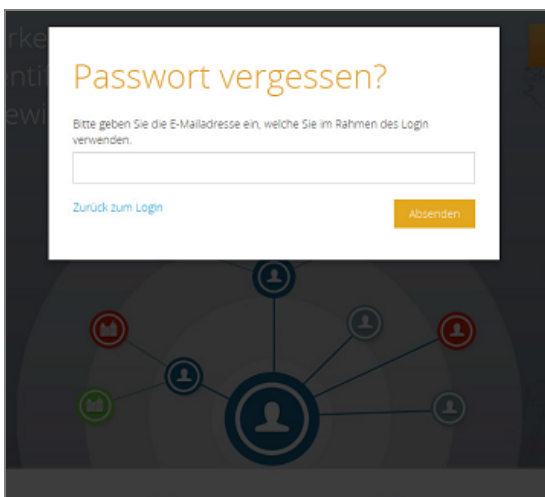 Passwort vergessen?
Bitte geben Sie die E-Mailadresse ein, welche Sie im Rahmen des Login
verwenden.
Zurück zum Login
Absenden